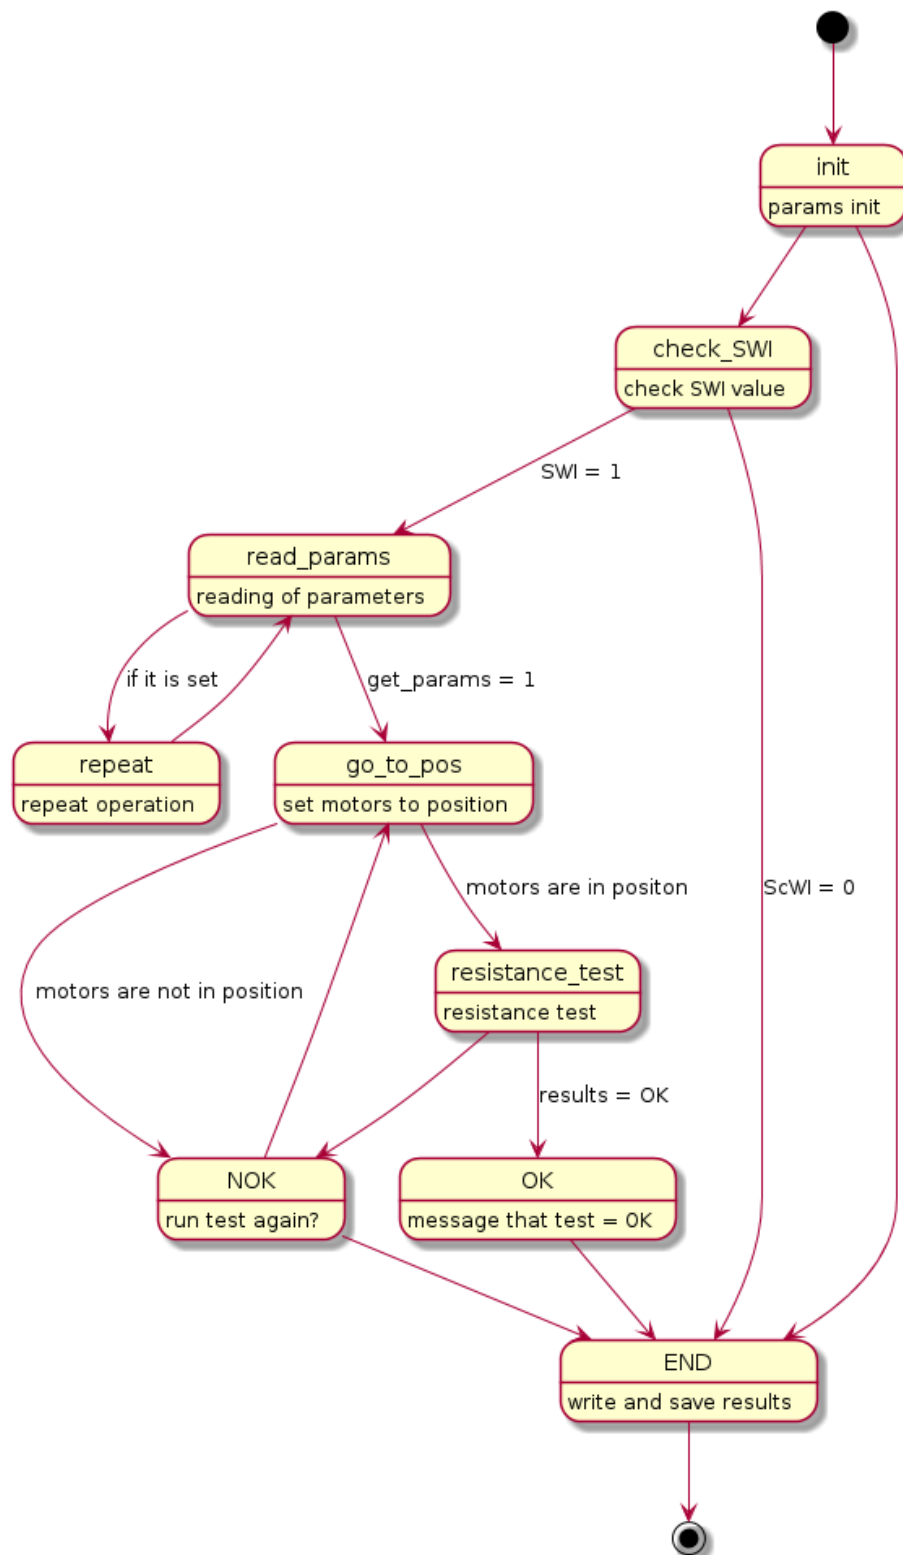 init
params init
check_SWI
check SWI value
SWI = 1
read_params
reading of parameters
if it is set
get_params = 1
repeat
repeat operation
go_to_pos
set motors to position
motors are in positon
ScWI = 0
resistance_test
resistance test
motors are not in position
results = OK
NOK
run test again?
OK
message that test = OK
END
write and save results